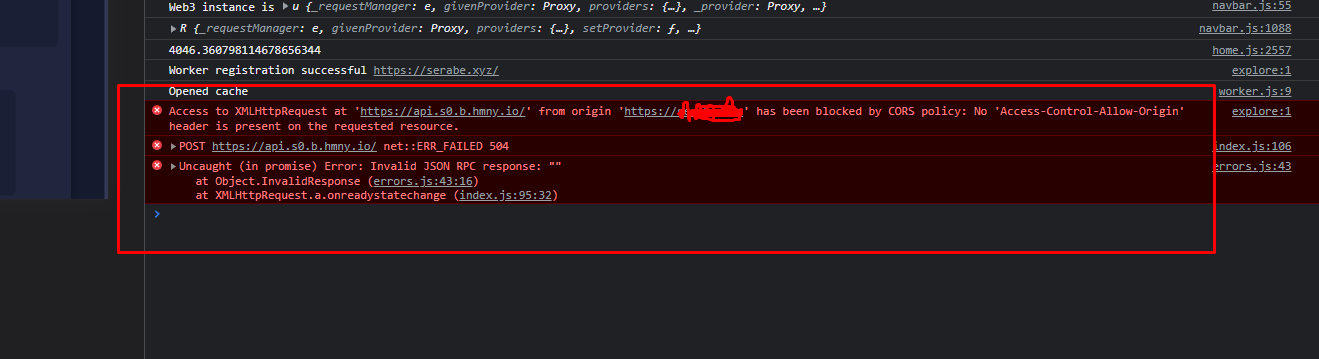 Web3 instance is ▶ u {_requestManager: e, givenProvider: Proxy, providers: {…}, _provider: Proxy, …} navbar.js:55
▶ R {_requestManager: e, givenProvider: Proxy, providers: {…}, setProvider: ƒ, …} navbar.js:1088
4046.360798114678656344 home.js:2557
Worker registration successful https://serabe.xyz/ explore:1
Opened cache worker.js:9
Access to XMLHttpRequest at 'https://api.s0.b.hmny.io/' from origin 'https://' has been blocked by CORS policy: No 'Access-Control-Allow-Origin' explore:1
header is present on the requested resource.
▶ POST https://api.s0.b.hmny.io/ net::ERR_FAILED 504 index.js:106
▶ Uncaught (in promise) Error: Invalid JSON RPC response: "" errors.js:43
at Object.InvalidResponse (errors.js:43:16)
at XMLHttpRequest.a.onreadystatechange (index.js:95:32)
>